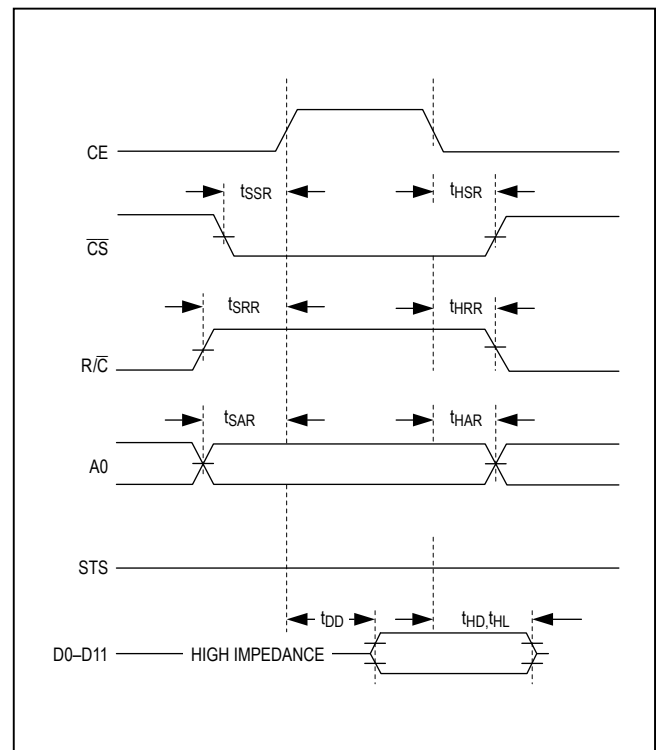 CE
tSSR tHSR
CS̅
tSRR tHRR
R/C̅
tSAR tHAR
A0
STS
tDD tHD,tHL
D0–D11 HIGH IMPEDANCE